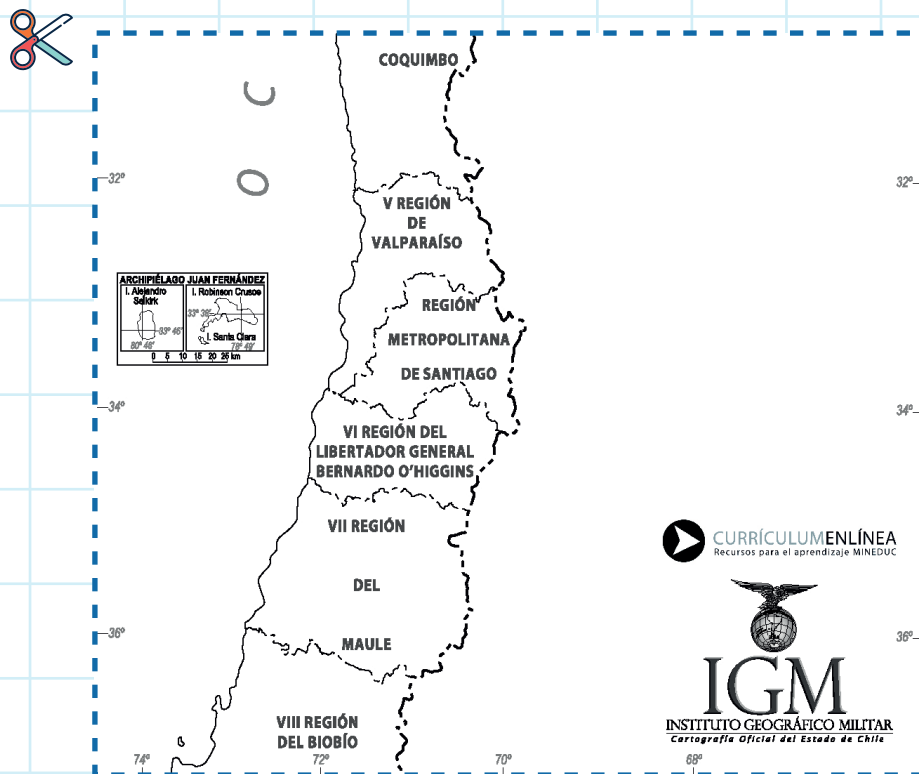 COQUIMBO
C
O
32º
32º
V REGIÓN
DE
VALPARAÍSO
ARCHIPIÉLAGO JUAN FERNÁNDEZ
I. Alejandro
Selkirk
33º 46'
80º 46'
I. Robinson Crusoe
33º 36'
I. Santa Clara
0 5 10 15 20 25 km
REGIÓN
METROPOLITANA
DE SANTIAGO
34º
34º
VI REGIÓN DEL
LIBERTADOR GENERAL
BERNARDO O'HIGGINS
VII REGIÓN
DEL
MAULE
CURRÍCULUMENLÍNEA
Recursos para el aprendizaje MINEDUC
36º
36º
IGM
INSTITUTO GEOGRÁFICO MILITAR
Cartografía Oficial del Estado de Chile
VIII REGIÓN
DEL BIOBÍO
74º
72º
70º
68º